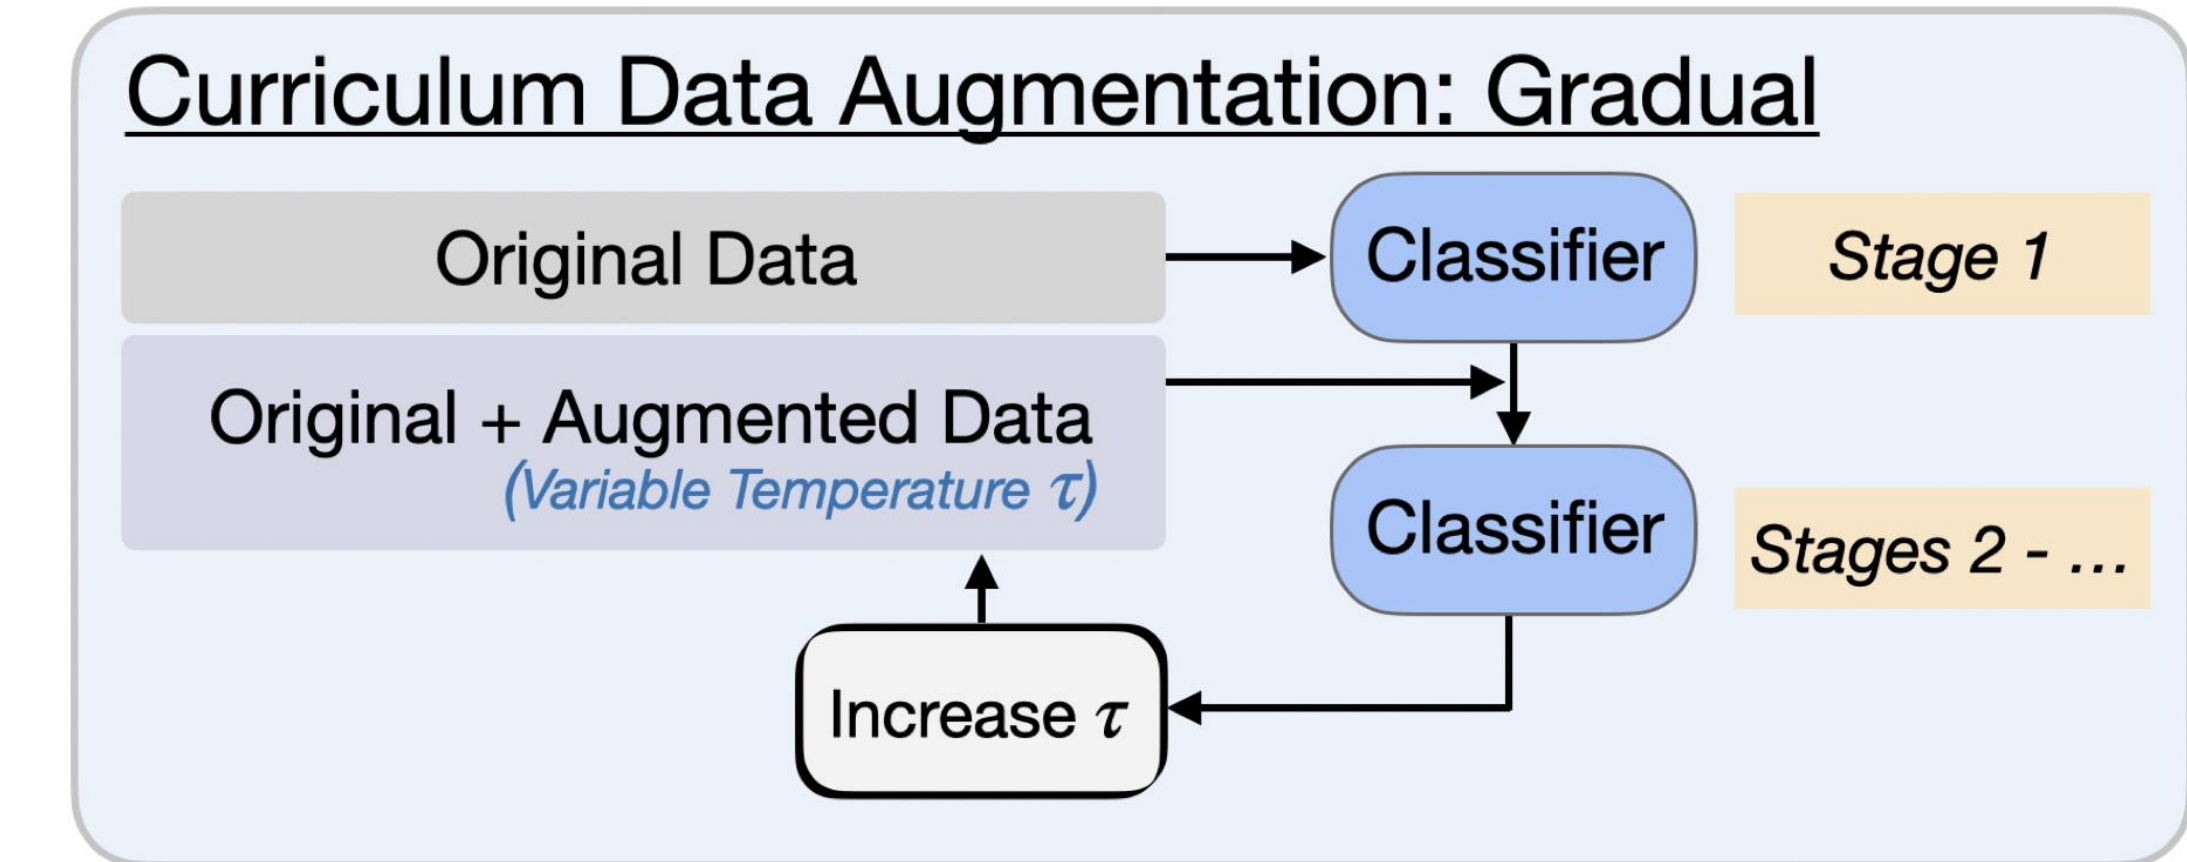 Curriculum Data Augmentation: Gradual
Original Data
Classifier
Stage 1
Original + Augmented Data
(Variable Temperature τ)
Classifier
Stages 2 - ...
Increase τ